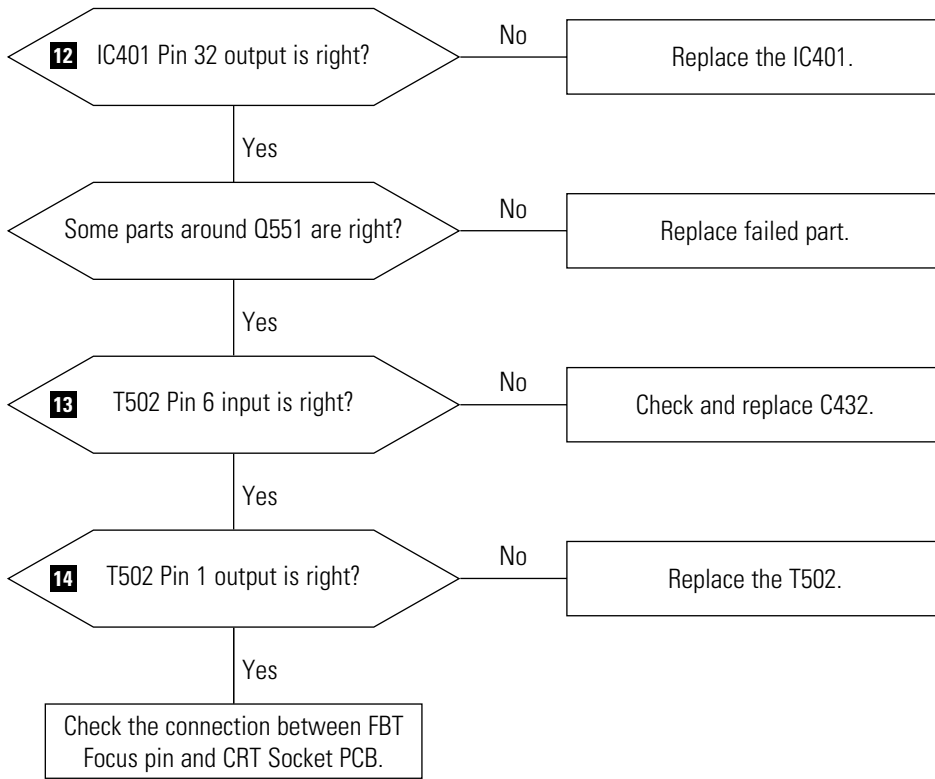 12 IC401 Pin 32 output is right?
No
Replace the IC401.
Yes
Some parts around Q551 are right?
No
Replace failed part.
Yes
13 T502 Pin 6 input is right?
No
Check and replace C432.
Yes
14 T502 Pin 1 output is right?
No
Replace the T502.
Yes
Check the connection between FBT
Focus pin and CRT Socket PCB.